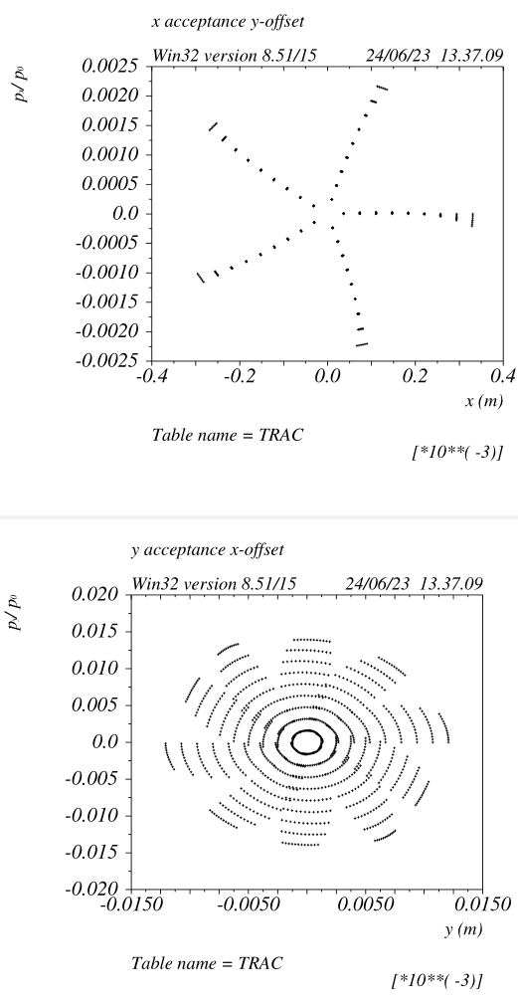 x acceptance y-offset
Win32 version 8.51/15 24/06/23 13.37.09
p/ p₀
0.0025
0.0020
0.0015
0.0010
0.0005
0.0
-0.0005
-0.0010
-0.0015
-0.0020
-0.0025
-0.4 -0.2 0.0 0.2 0.4
x (m)
Table name = TRAC
[*10**( -3)]
y acceptance x-offset
Win32 version 8.51/15 24/06/23 13.37.09
p/ p₀
0.020
0.015
0.010
0.005
0.0
-0.005
-0.010
-0.015
-0.020
-0.0150 -0.0050 0.0050 0.0150
y (m)
Table name = TRAC
[*10**( -3)]